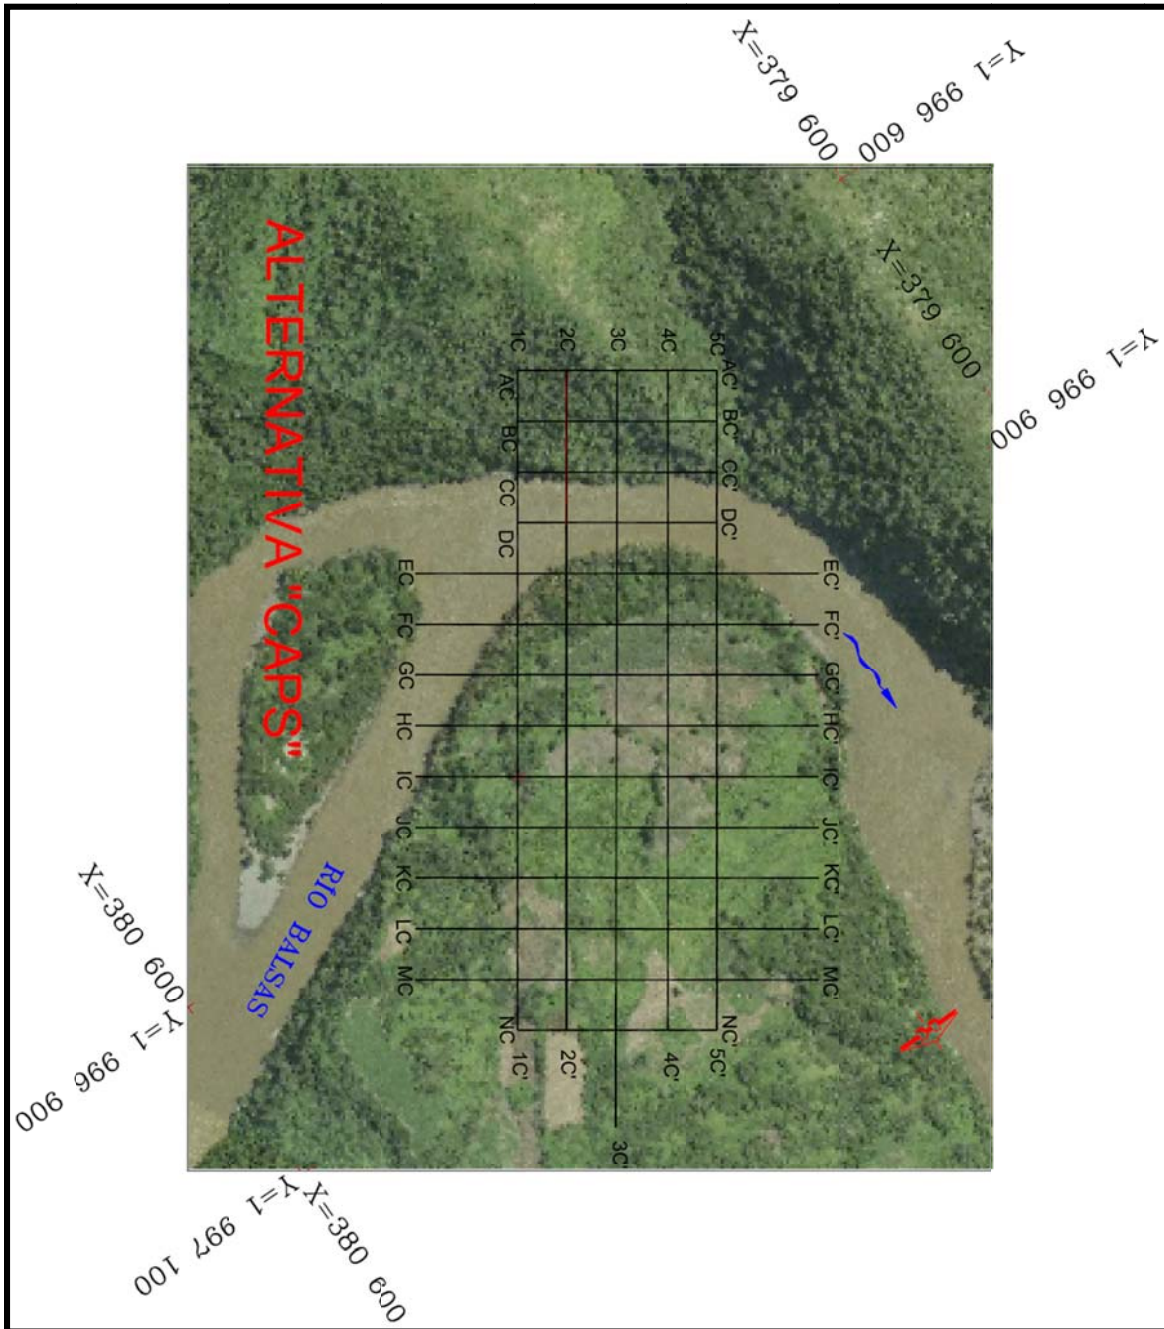 X=379 600
Y=1 996 600
X=379 600
Y=1 996 900
ALTERNATIVA "CAPS"
1C
2C
3C
4C
5C
AC
AC'
BC
BC'
CC
CC'
DC
DC'
EC
EC'
FC
FC'
GC
GC'
HC
HC'
IC
IC'
JC
JC'
KC
KC'
LC
LC'
MC
MC'
NC
NC'
1C'
2C'
3C'
4C'
5C'
RÍO BALSAS
X=380 600
Y=1 996 900
Y=1 997 100
X=380 600